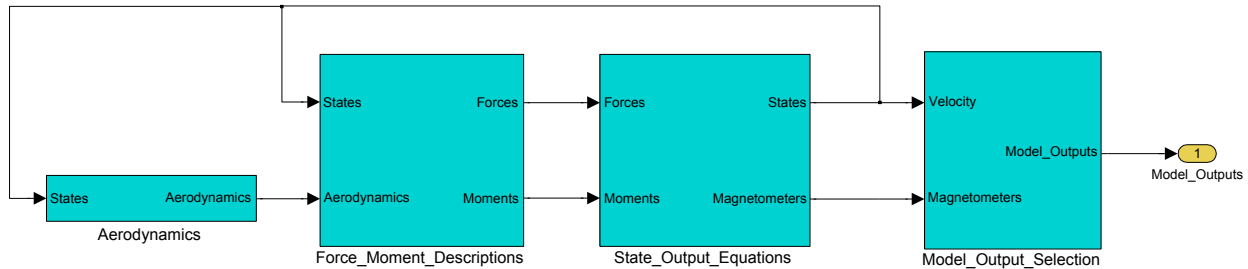 States
Aerodynamics
Aerodynamics
States
Forces
Aerodynamics
Moments
Force_Moment_Descriptions
Forces
States
Moments
Magnetometers
State_Output_Equations
Velocity
Model_Outputs
Magnetometers
Model_Output_Selection
1
Model_Outputs